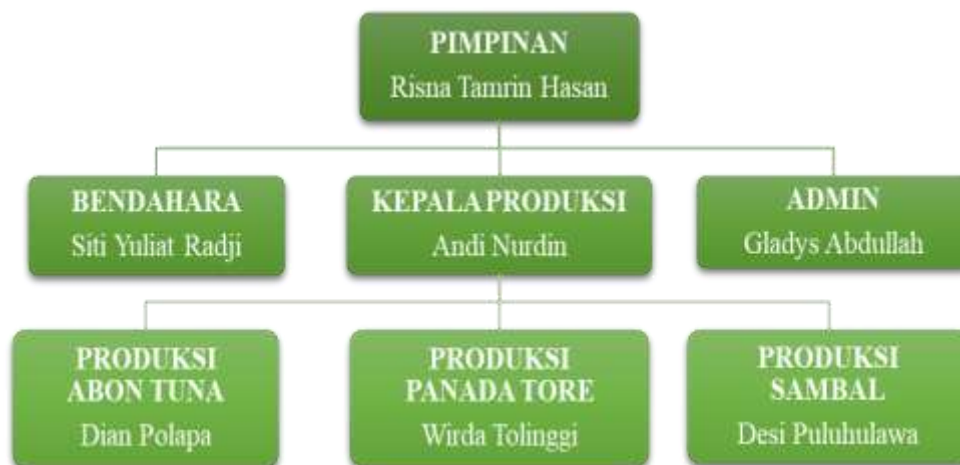 PIMPINAN
Risna Tamrin Hasan
BENDAHARA
Siti Yuliat Radji
KEPALA PRODUKSI
Andi Nurdin
ADMIN
Gladys Abdullah
PRODUKSI
ABON TUNA
Dian Polapa
PRODUKSI
PANADA TORE
Wirda Tolinggi
PRODUKSI
SAMBAL
Desi Puluhulawa